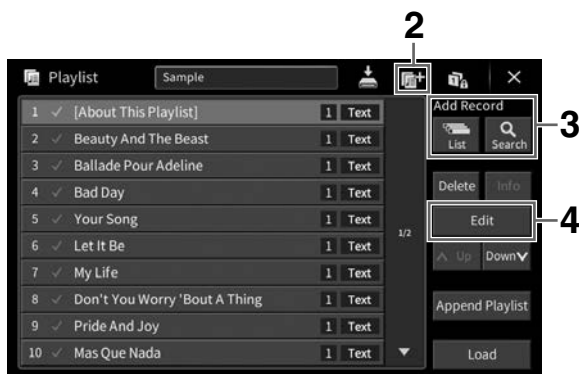 2
Playlist Sample
Add Record
3
List Search
1 [About This Playlist] 1 Text
2 Beauty And The Beast 1 Text
3 Ballade Pour Adeline 1 Text
4 Bad Day 1 Text
5 Your Song 1 Text
6 Let It Be 1 Text
7 My Life 1 Text
8 Don't You Worry 'Bout A Thing 1 Text
9 Pride And Joy 1 Text
10 Mas Que Nada 1 Text
1/2
Delete Info
Edit
4
Up Down
Append Playlist
Load